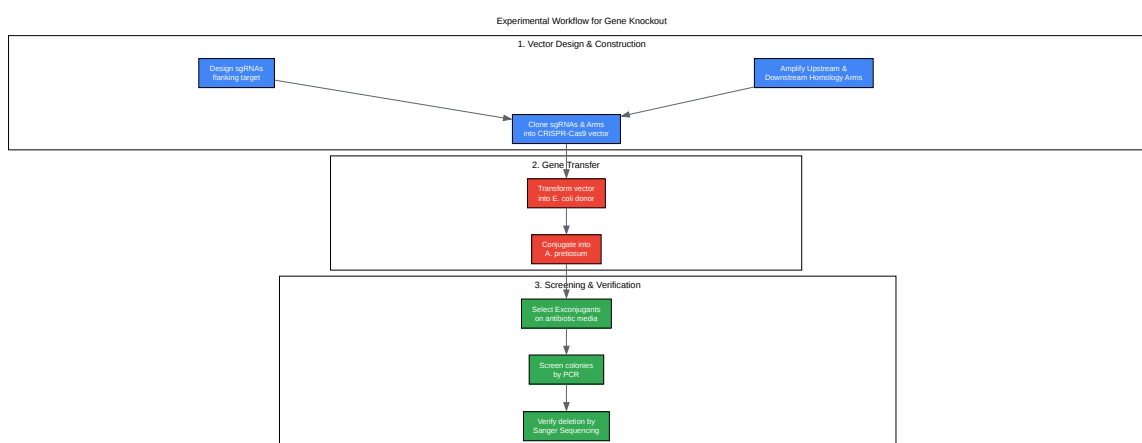 Experimental Workflow for Gene Knockout
1. Vector Design & Construction
Design sgRNAs
flanking target
Amplify Upstream &
Downstream Homology Arms
Clone sgRNAs & Arms
into CRISPR-Cas9 vector
2. Gene Transfer
Transform vector
into E. coli donor
Conjugate into
A. pretiosum
3. Screening & Verification
Select Exconjugants
on antibiotic media
Screen colonies
by PCR
Verify deletion by
Sanger Sequencing